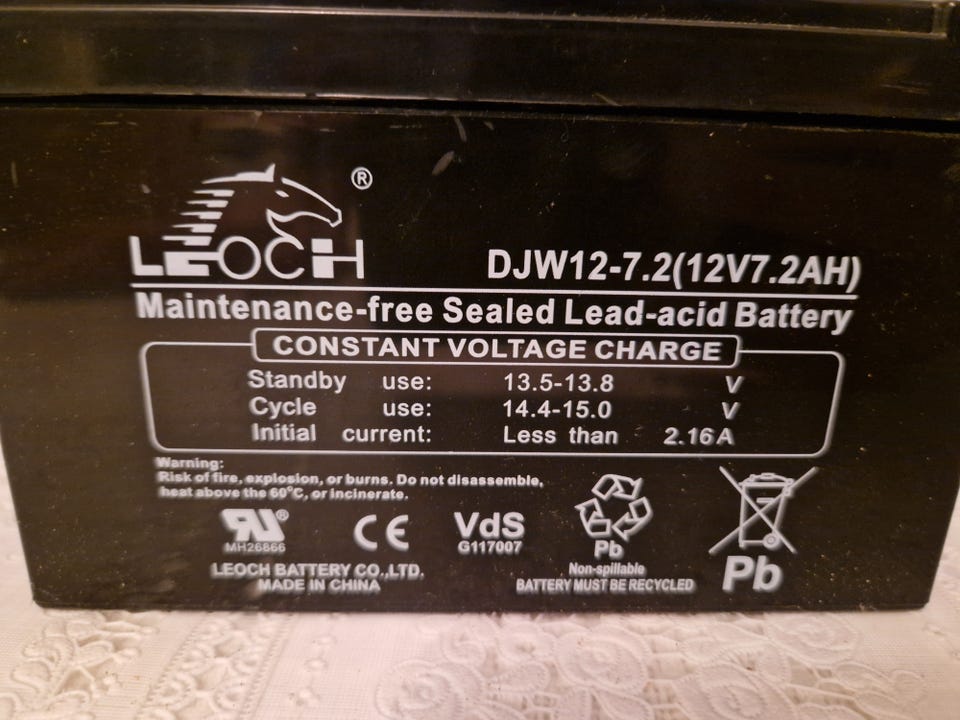 LEOCH ®
DJW12-7.2(12V7.2AH)
Maintenance-free Sealed Lead-acid Battery
CONSTANT VOLTAGE CHARGE
Standby use: 13.5-13.8 V
Cycle use: 14.4-15.0 V
Initial current: Less than 2.16A
Warning:
Risk of fire, explosion, or burns. Do not disassemble,
heat above the 60°C, or incinerate.
RU®
MH26866
CE
VdS
G117007
Pb
Non-spillable
BATTERY MUST BE RECYCLED
Pb
LEOCH BATTERY CO.,LTD.
MADE IN CHINA